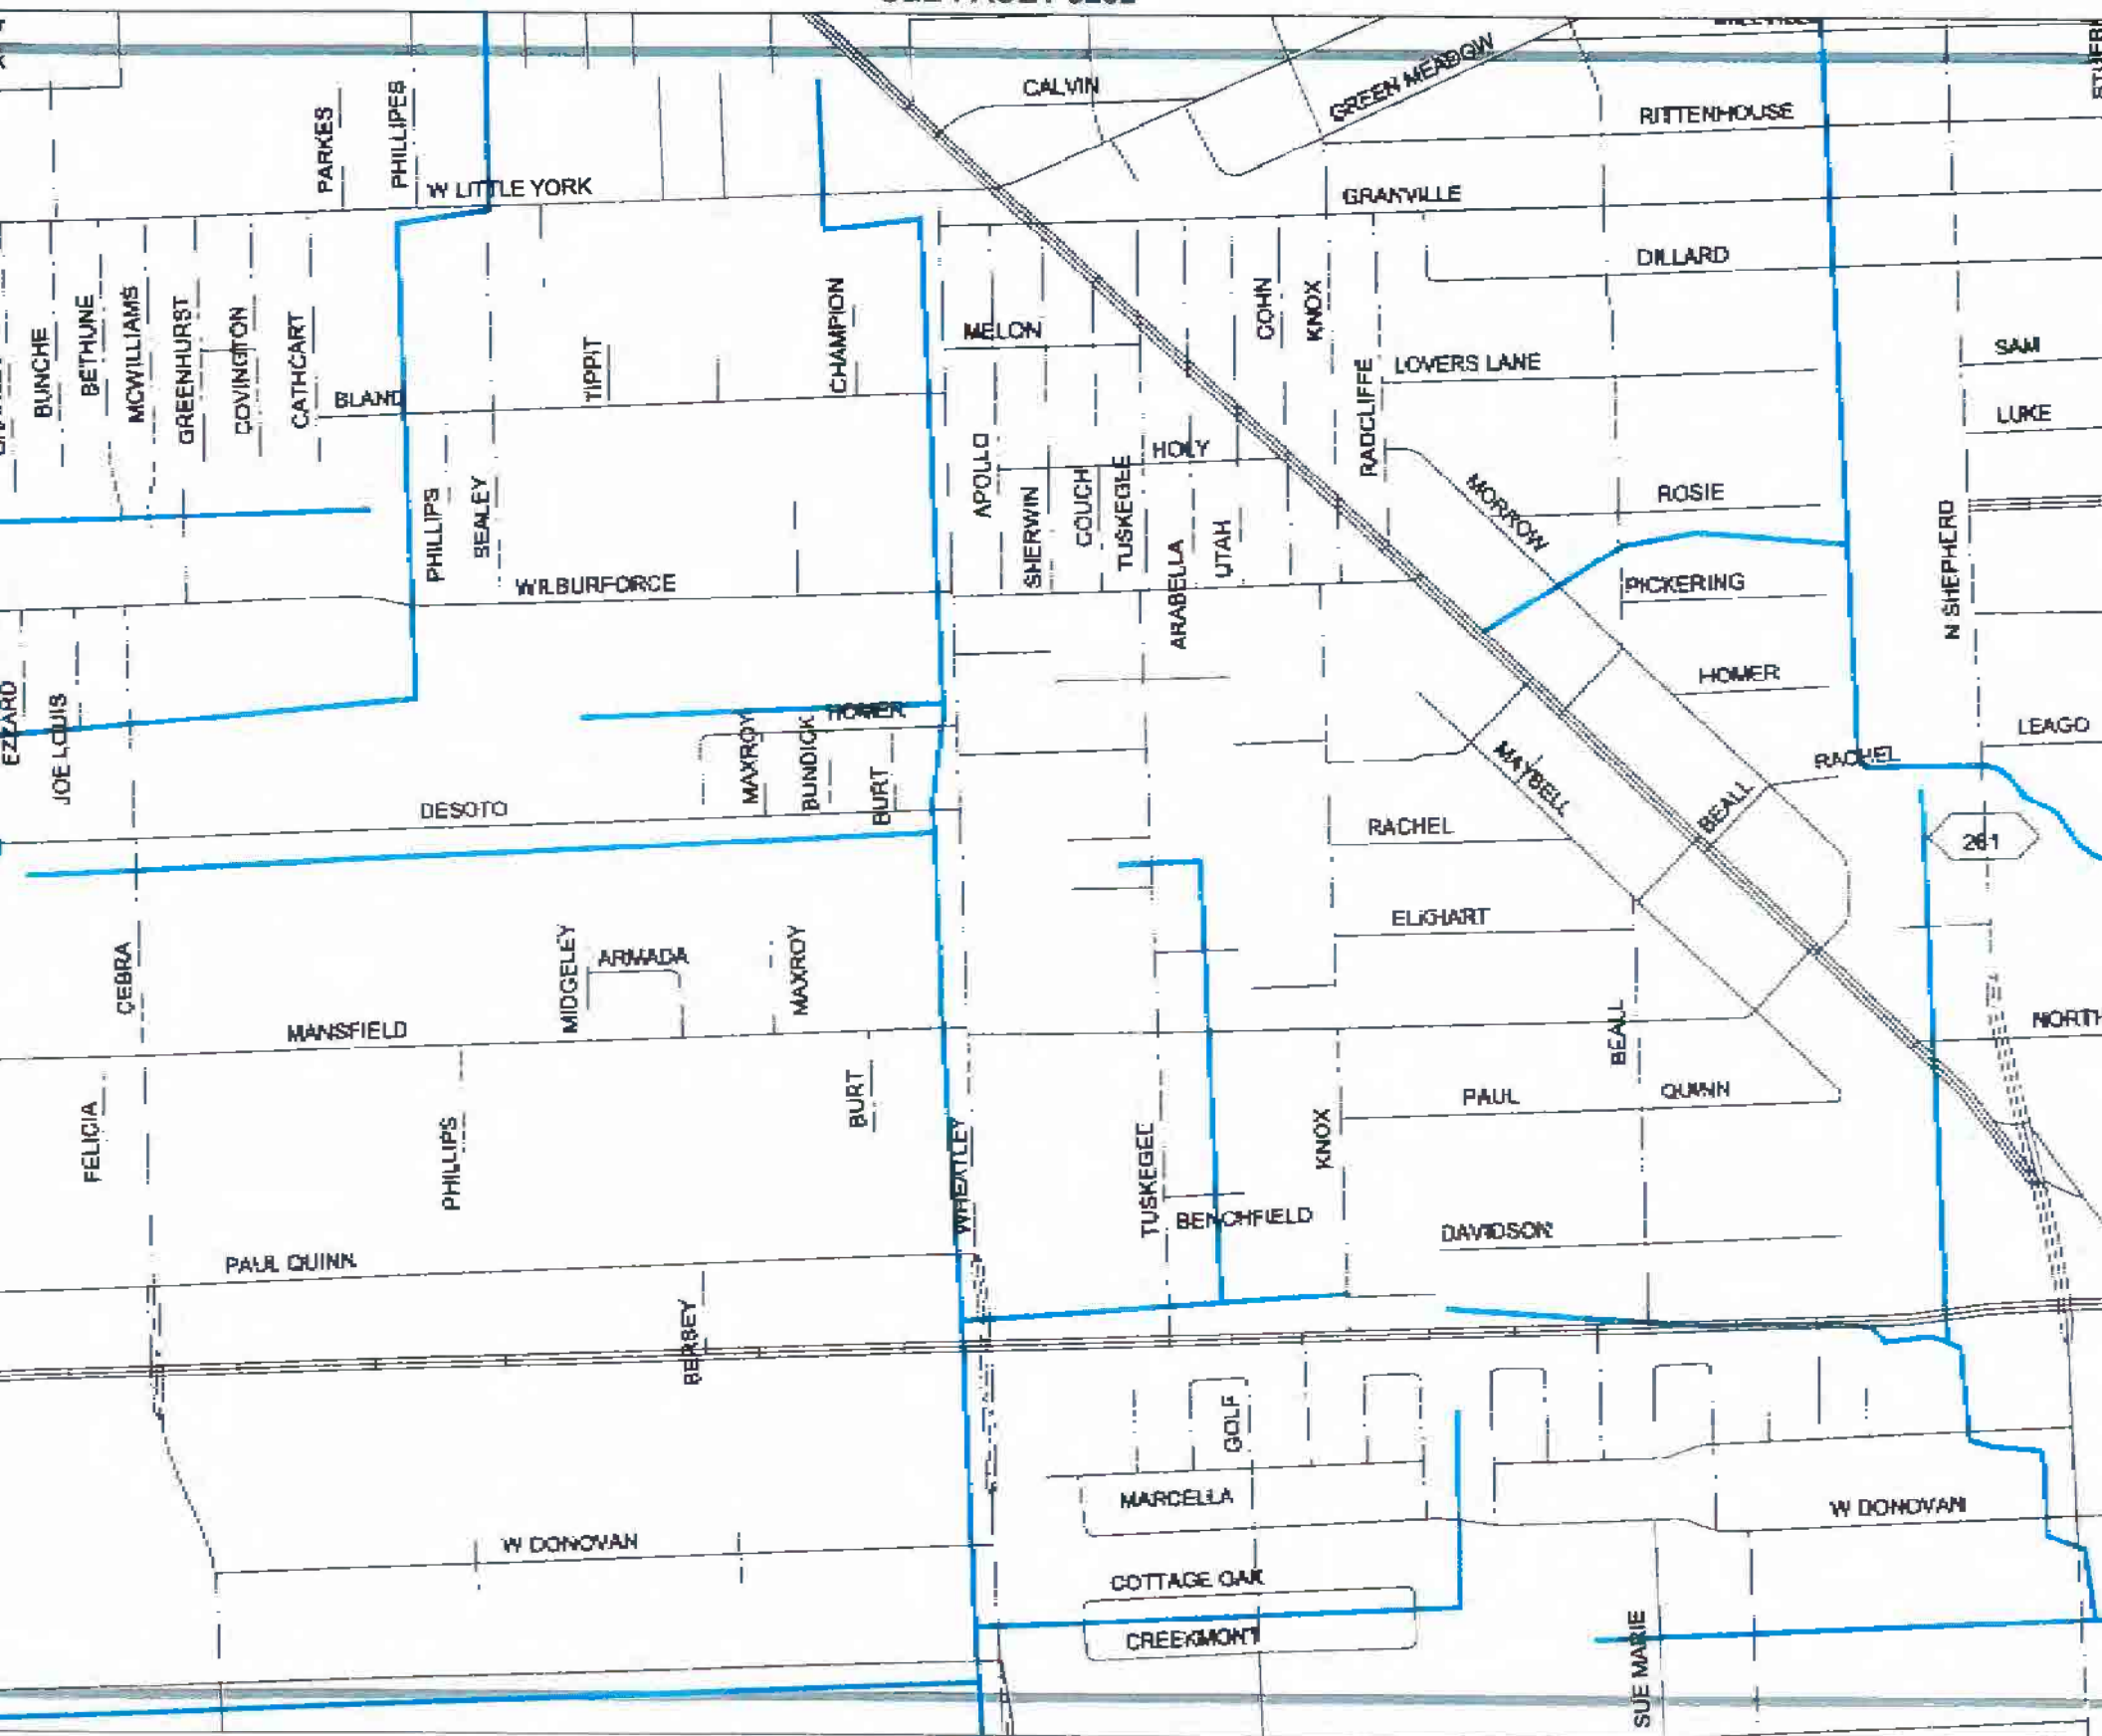 CALVIN
GREEN MEADOW
RITTENHOUSE
PARKES
PHILLIPES
W LITTLE YORK
GRANVILLE
DILLARD
BUNCHE
BETHUNE
MCWILLIAMS
GREENHURST
COVINGTON
CATHCART
BLAND
TIPPIT
CHAMPION
MELON
COHN
KNOX
RADCLIFFE
LOVERS LANE
SAM
LUKE
PHILLIPS
SEALEY
APOLLO
SHERWIN
COUCH
TUSKEGEE
HOLY
ARABELLA
UTAH
MORROW
ROSIE
N SHEPHERD
WILBURFORCE
PICKERING
HOMER
EZZARD
JOE LOUIS
HOMER
MAXROY
BUNDICK
BURT
DESOTO
MAYBELL
BEALL
RACHEL
LEAGO
RACHEL
261
ELKHART
CEBRA
MIDGELEY
ARMADA
MAXROY
MANSFIELD
BEALL
NORTH
FELICIA
PHILLIPS
BURT
WHEATLEY
TUSKEGEE
KNOX
PAUL QUINN
BENCHFIELD
DAVIDSON
PAUL QUINN
BERSEY
GOLF
MARCELLA
W DONOVAN
W DONOVAN
COTTAGE OAK
CREEKMONT
SUE MARIE